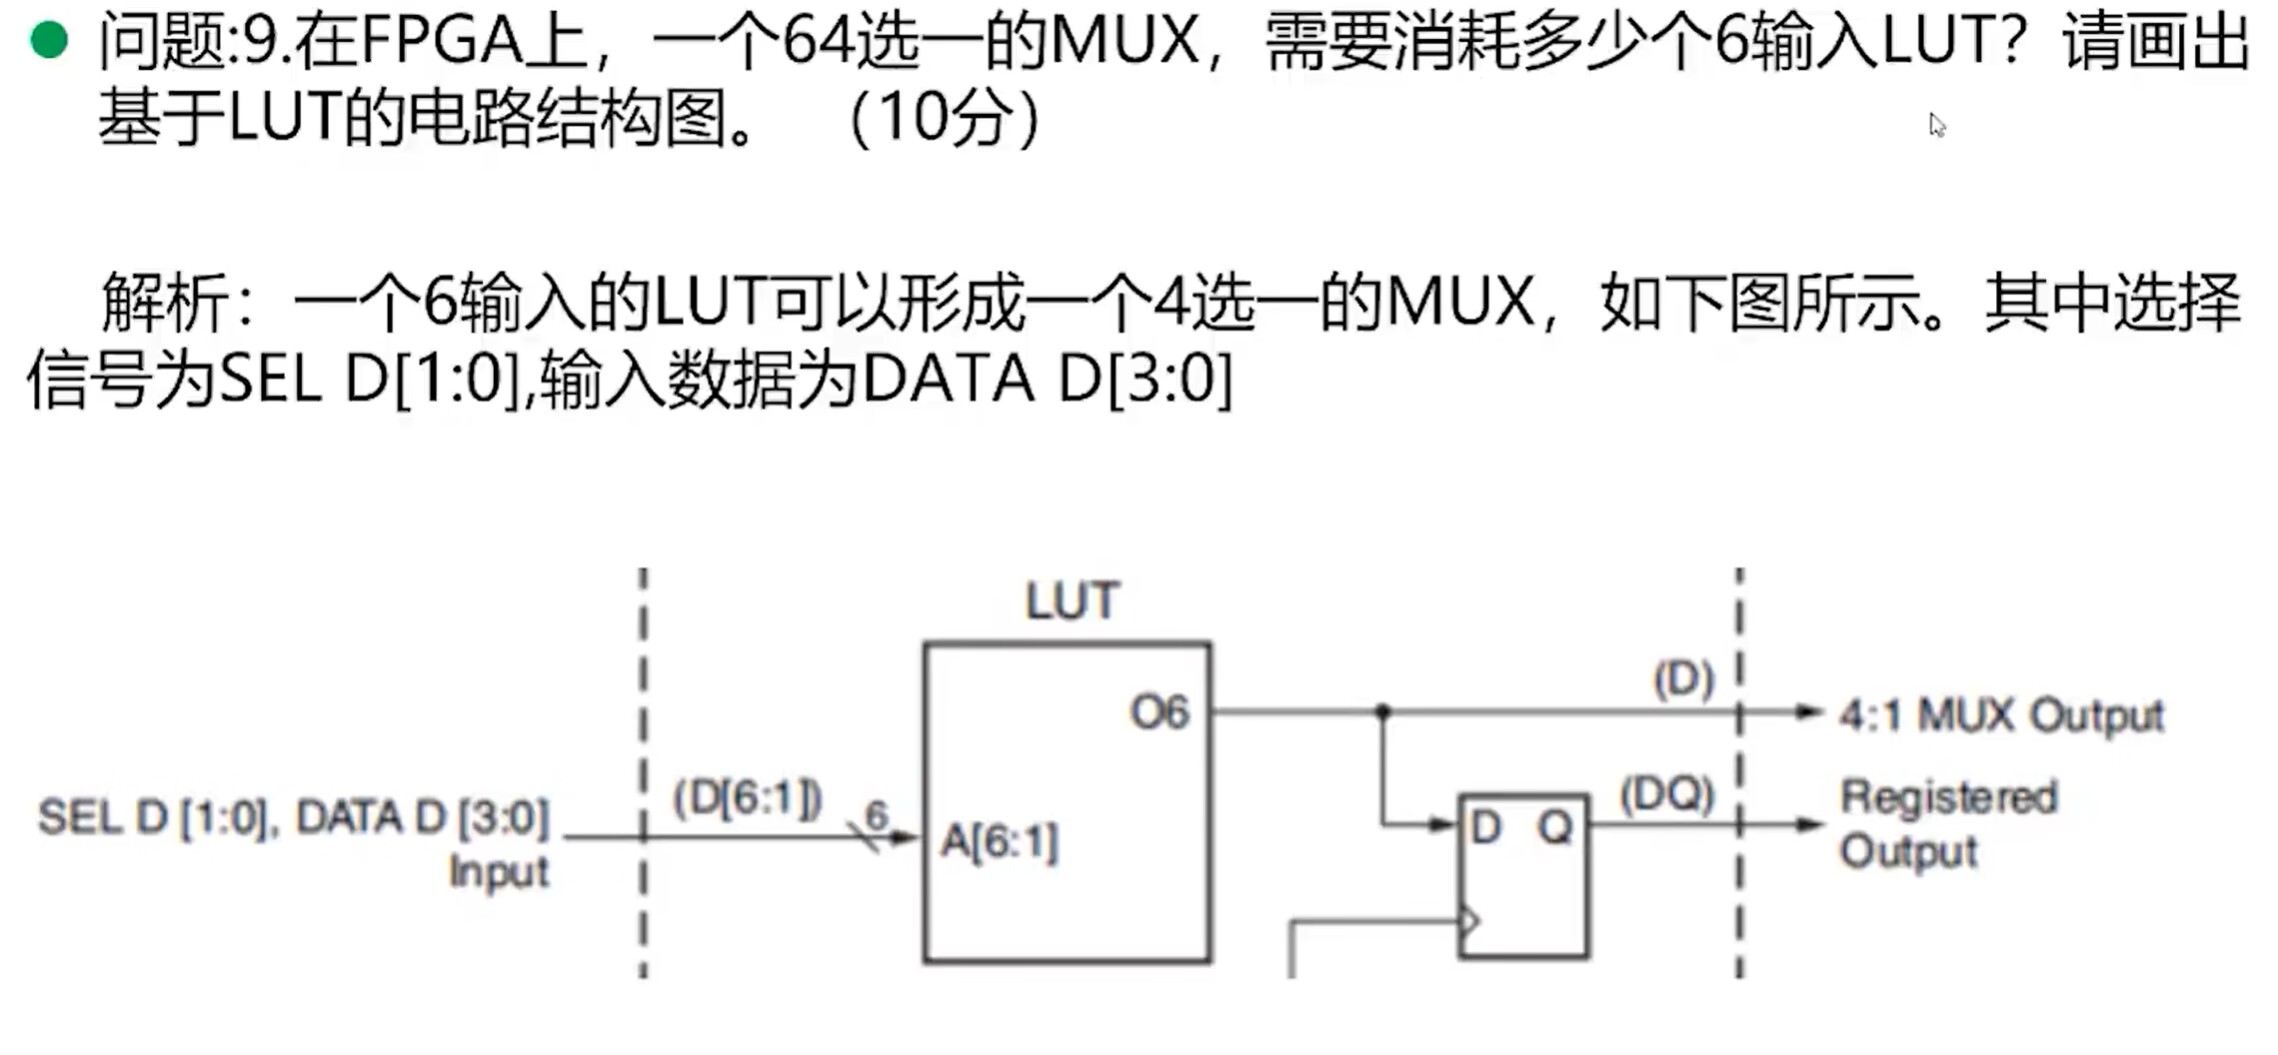 问题:9.在FPGA上，一个64选一的MUX，需要消耗多少个6输入LUT？请画出
基于LUT的电路结构图。 （10分）
解析：一个6输入的LUT可以形成一个4选一的MUX，如下图所示。其中选择
信号为SEL D[1:0],输入数据为DATA D[3:0]
LUT
O6
(D)
4:1 MUX Output
SEL D [1:0], DATA D [3:0]
Input
(D[6:1])
6
A[6:1]
D Q
(DQ)
Registered
Output